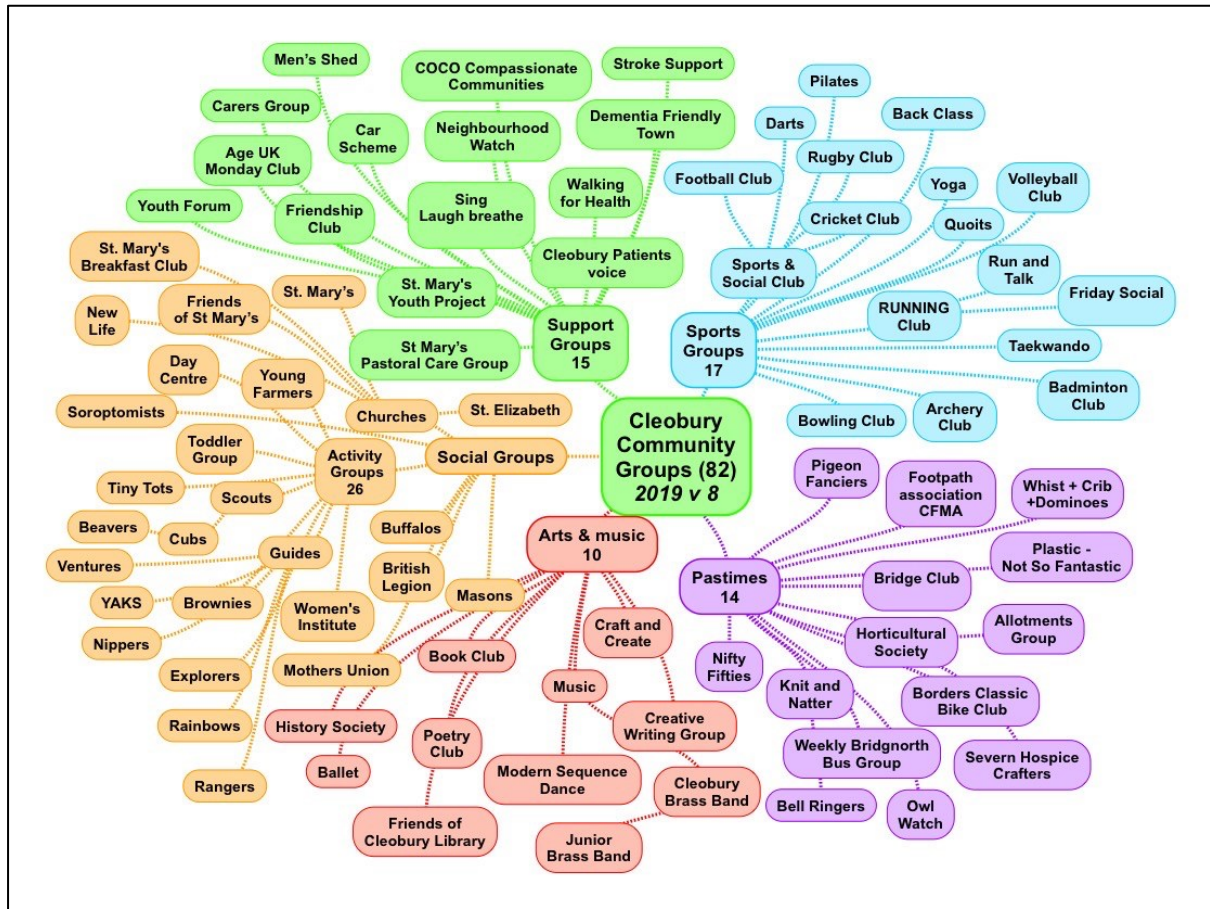 Men's Shed
COCO Compassionate
Communities
Stroke Support
Carers Group
Car
Scheme
Neighbourhood
Watch
Dementia Friendly
Town
Age UK
Monday Club
Sing
Laugh breathe
Walking
for Health
Youth Forum
Friendship
Club
Cleobury Patients
voice
St. Mary's
Youth Project
Support
Groups
15
St Mary's
Pastoral Care Group
Pilates
Darts
Back Class
Rugby Club
Football Club
Yoga
Volleyball
Club
Cricket Club
Quoits
Sports &
Social Club
Run and
Talk
RUNNING
Club
Friday Social
Sports
Groups
17
Taekwando
Badminton
Club
Archery
Club
Bowling Club
St. Mary's
Breakfast Club
St. Mary's
Friends
of St Mary's
New
Life
Day
Centre
Young
Farmers
Churches
St. Elizabeth
Soroptomists
Social Groups
Toddler
Group
Activity
Groups
26
Tiny Tots
Scouts
Beavers
Cubs
Buffalos
Guides
Ventures
British
Legion
YAKS
Brownies
Women's
Institute
Masons
Nippers
Explorers
Mothers Union
Rainbows
Rangers
Cleobury
Community
Groups (82)
2019 v 8
Arts & music
10
Craft and
Create
Book Club
Music
History Society
Poetry
Club
Creative
Writing Group
Ballet
Modern Sequence
Dance
Cleobury
Brass Band
Friends of
Cleobury Library
Junior
Brass Band
Pigeon
Fanciers
Footpath
association
CFMA
Whist + Crib
+Dominoes
Plastic -
Not So Fantastic
Pastimes
14
Bridge Club
Allotments
Group
Horticultural
Society
Nifty
Fifties
Knit and
Natter
Borders Classic
Bike Club
Weekly Bridgnorth
Bus Group
Severn Hospice
Crafters
Bell Ringers
Owl
Watch